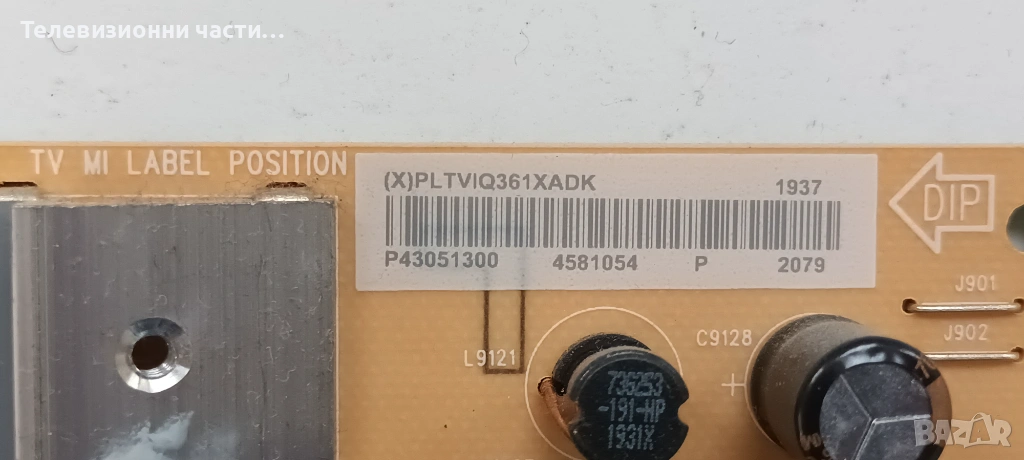 Телевизионни части...
TV MI LABEL POSITION
(X)PLTVIQ361XADK 1937
P43051300 4581054 P 2079
DIP
J901
J902
C9128
L9121
736253
-191-HP
1931X
+
BAZAR